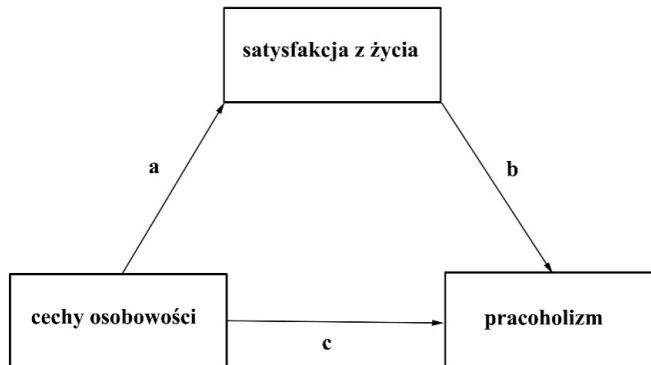 satysfakcja z życia
a
b
cechy osobowości
pracoholizm
c